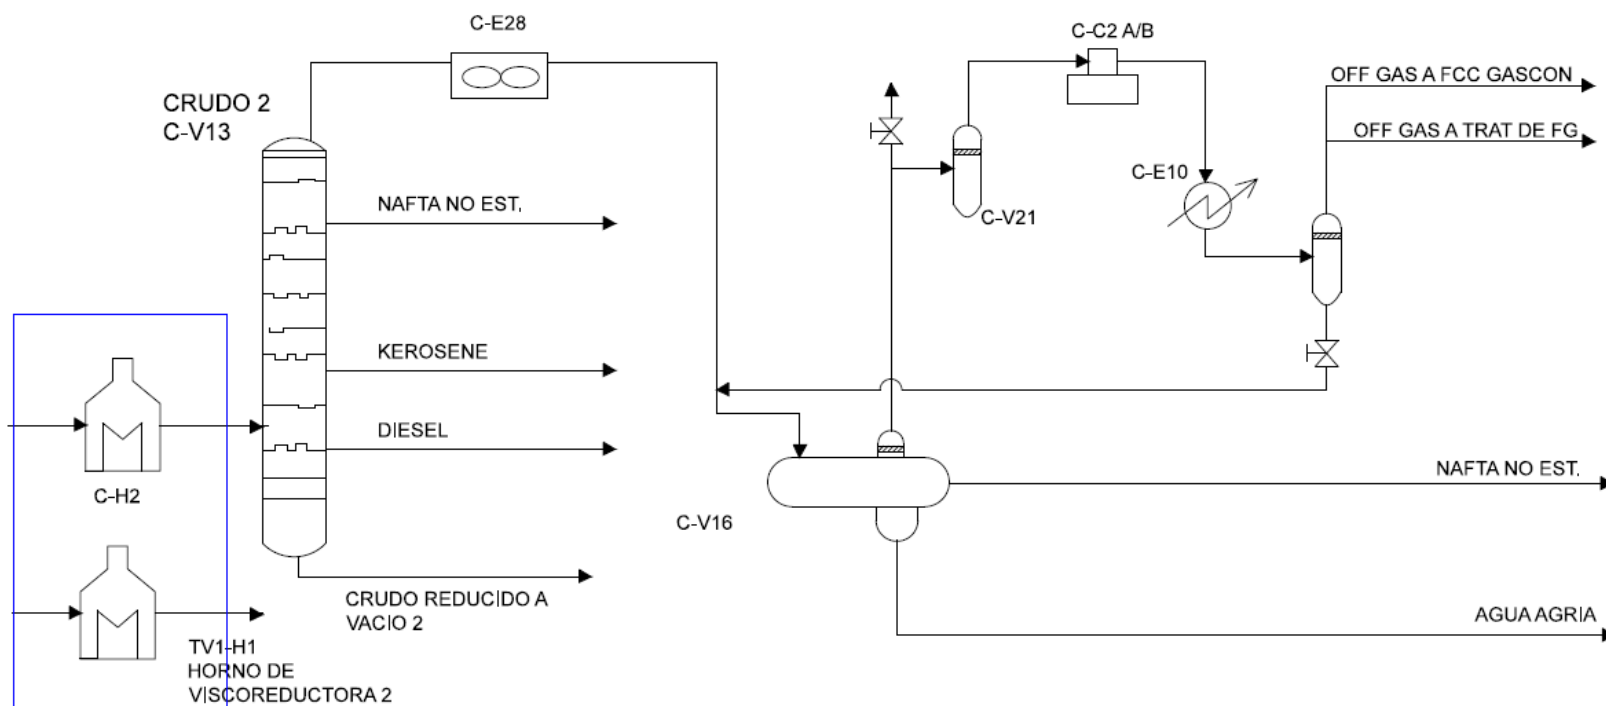 C-E28
C-C2 A/B
CRUDO 2
C-V13
OFF GAS A FCC GASCON
OFF GAS A TRAT DE FG
C-E10
NAFTA NO EST.
C-V21
KEROSENE
DIESEL
C-H2
NAFTA NO EST.
C-V16
CRUDO REDUCIDO A
VACIO 2
AGUA AGRIA
TV1-H1
HORNO DE
VISCOREDUCTORA 2